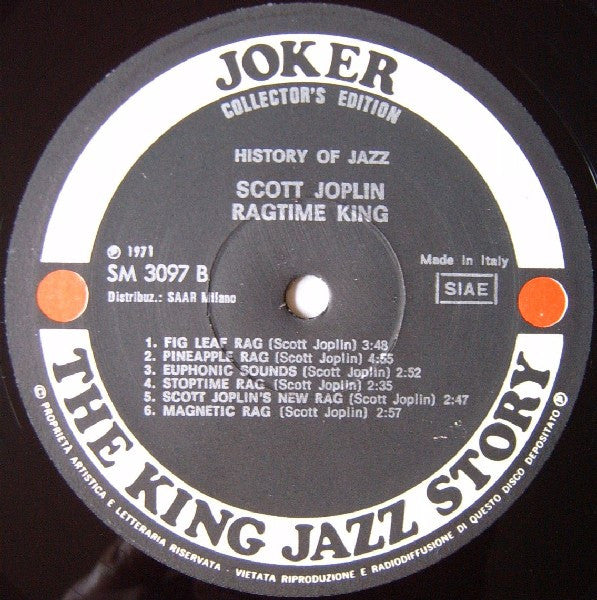 JOKER
COLLECTOR'S EDITION
HISTORY OF JAZZ
SCOTT JOPLIN
RAGTIME KING
Ⓟ 1971
SM 3097 B
Distribuz.: SAAR Milano
Made in Italy
SIAE
1. FIG LEAF RAG (Scott Joplin) 3:48
2. PINEAPPLE RAG (Scott Joplin) 4:55
3. EUPHONIC SOUNDS (Scott Joplin) 2:52
4. STOPTIME RAG (Scott Joplin) 2:35
5. SCOTT JOPLIN'S NEW RAG (Scott Joplin) 2:47
6. MAGNETIC RAG (Scott Joplin) 2:57
THE KING JAZZ STORY
© PROPRIETA ARTISTICA E LETTERARIA RISERVATA - VIETATA RIPRODUZIONE E RADIODIFFUSIONE DI QUESTO DISCO DEPOSITATO Ⓟ